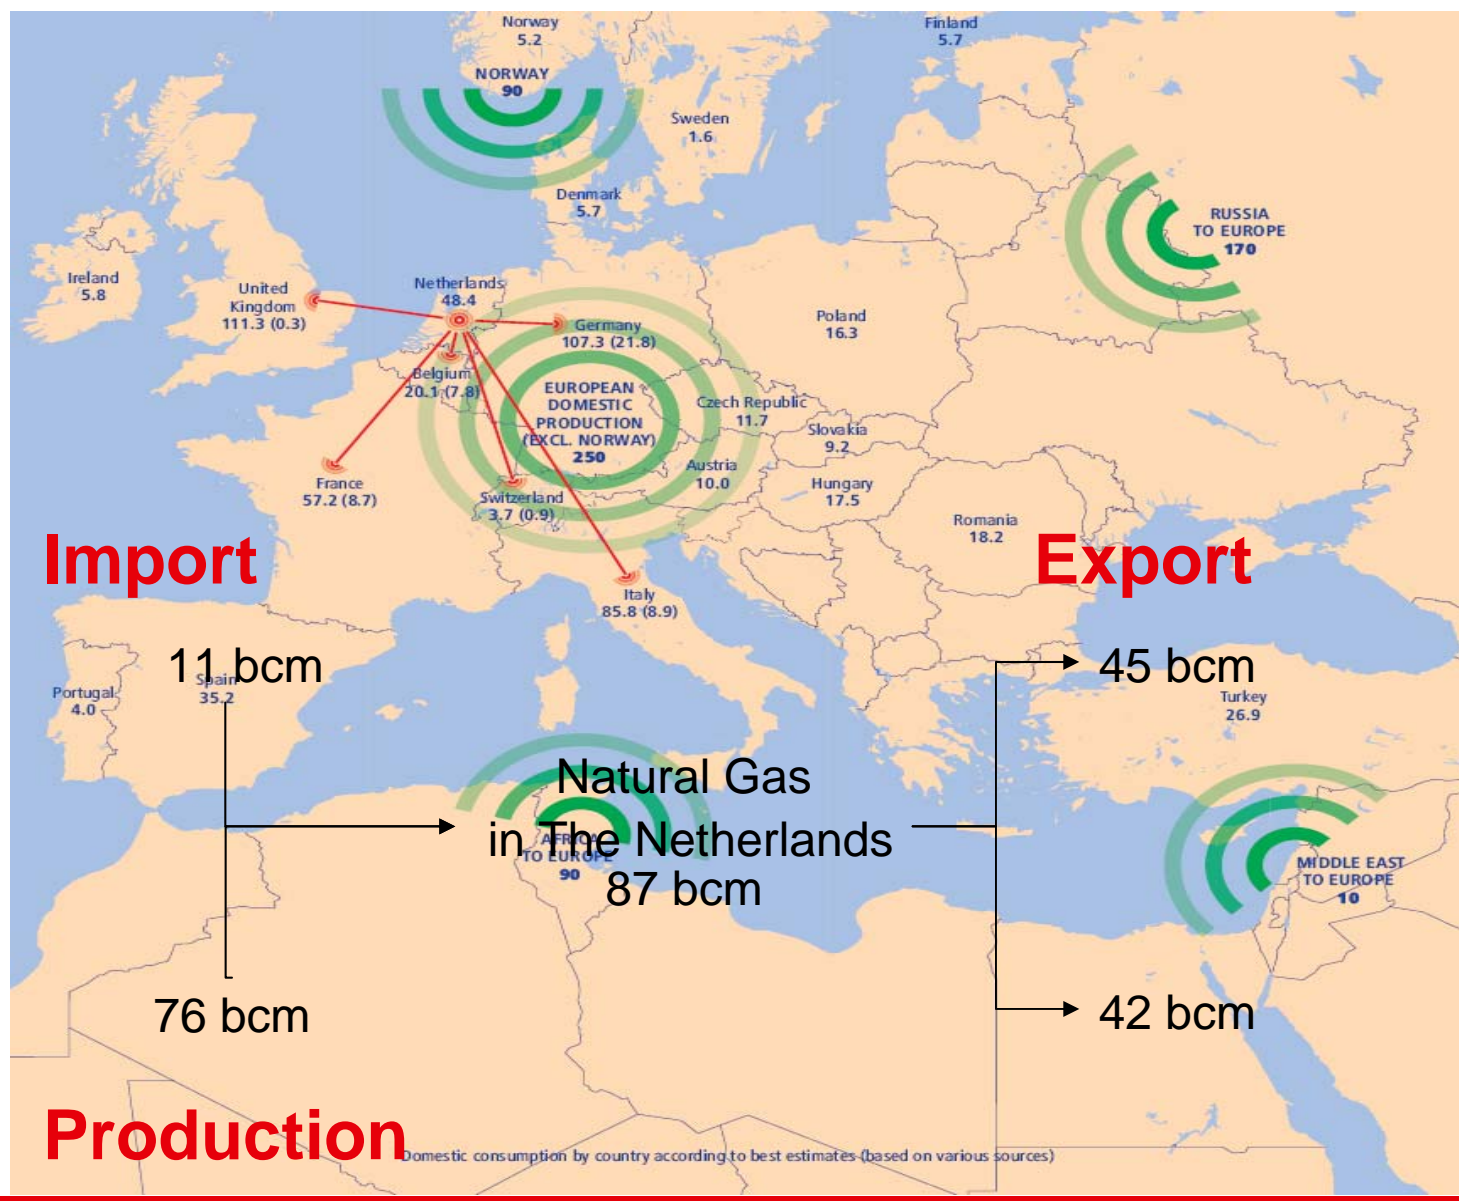 Norway
5.2
Finland
5.7
NORWAY
90
Sweden
1.6
Denmark
5.7
RUSSIA
TO EUROPE
170
Ireland
5.8
United
Kingdom
111.3 (0.3)
Netherlands
48.4
Germany
107.3 (21.8)
Poland
16.3
Belgium
20.1 (7.8)
EUROPEAN
DOMESTIC
PRODUCTION
(EXCL. NORWAY)
250
Czech Republic
11.7
Slovakia
9.2
Austria
10.0
Hungary
17.5
France
57.2 (8.7)
Switzerland
3.7 (0.9)
Romania
18.2
Import
Export
Italy
85.8 (8.9)
11 bcm
45 bcm
Spain
35.2
Portugal
4.0
Turkey
26.9
Natural Gas
in The Netherlands
87 bcm
AFRICA
TO EUROPE
90
MIDDLE EAST
TO EUROPE
10
76 bcm
42 bcm
Production
Domestic consumption by country according to best estimates (based on various sources)